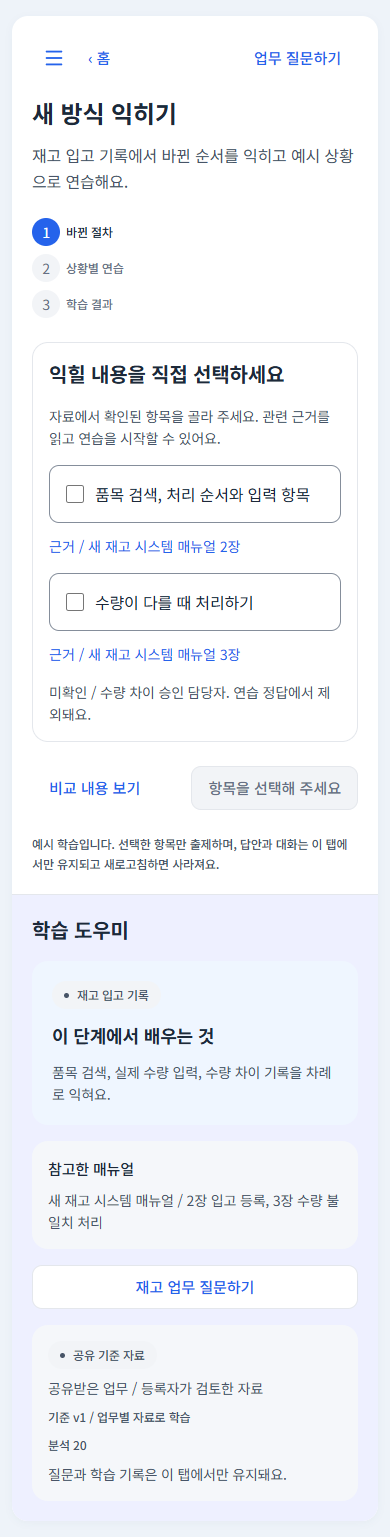 ‹ 홈
업무 질문하기
새 방식 익히기
재고 입고 기록에서 바뀐 순서를 익히고 예시 상황
으로 연습해요.
1 바뀐 절차
2 상황별 연습
3 학습 결과
익힐 내용을 직접 선택하세요
자료에서 확인된 항목을 골라 주세요. 관련 근거를
읽고 연습을 시작할 수 있어요.
품목 검색, 처리 순서와 입력 항목
근거 / 새 재고 시스템 매뉴얼 2장
수량이 다를 때 처리하기
근거 / 새 재고 시스템 매뉴얼 3장
미확인 / 수량 차이 승인 담당자. 연습 정답에서 제
외돼요.
비교 내용 보기
항목을 선택해 주세요
예시 학습입니다. 선택한 항목만 출제하며, 답안과 대화는 이 탭에
서만 유지되고 새로고침하면 사라져요.
학습 도우미
• 재고 입고 기록
이 단계에서 배우는 것
품목 검색, 실제 수량 입력, 수량 차이 기록을 차례
로 익혀요.
참고한 매뉴얼
새 재고 시스템 매뉴얼 / 2장 입고 등록, 3장 수량 불
일치 처리
재고 업무 질문하기
• 공유 기준 자료
공유받은 업무 / 등록자가 검토한 자료
기준 v1 / 업무별 자료로 학습
분석 20
질문과 학습 기록은 이 탭에서만 유지돼요.